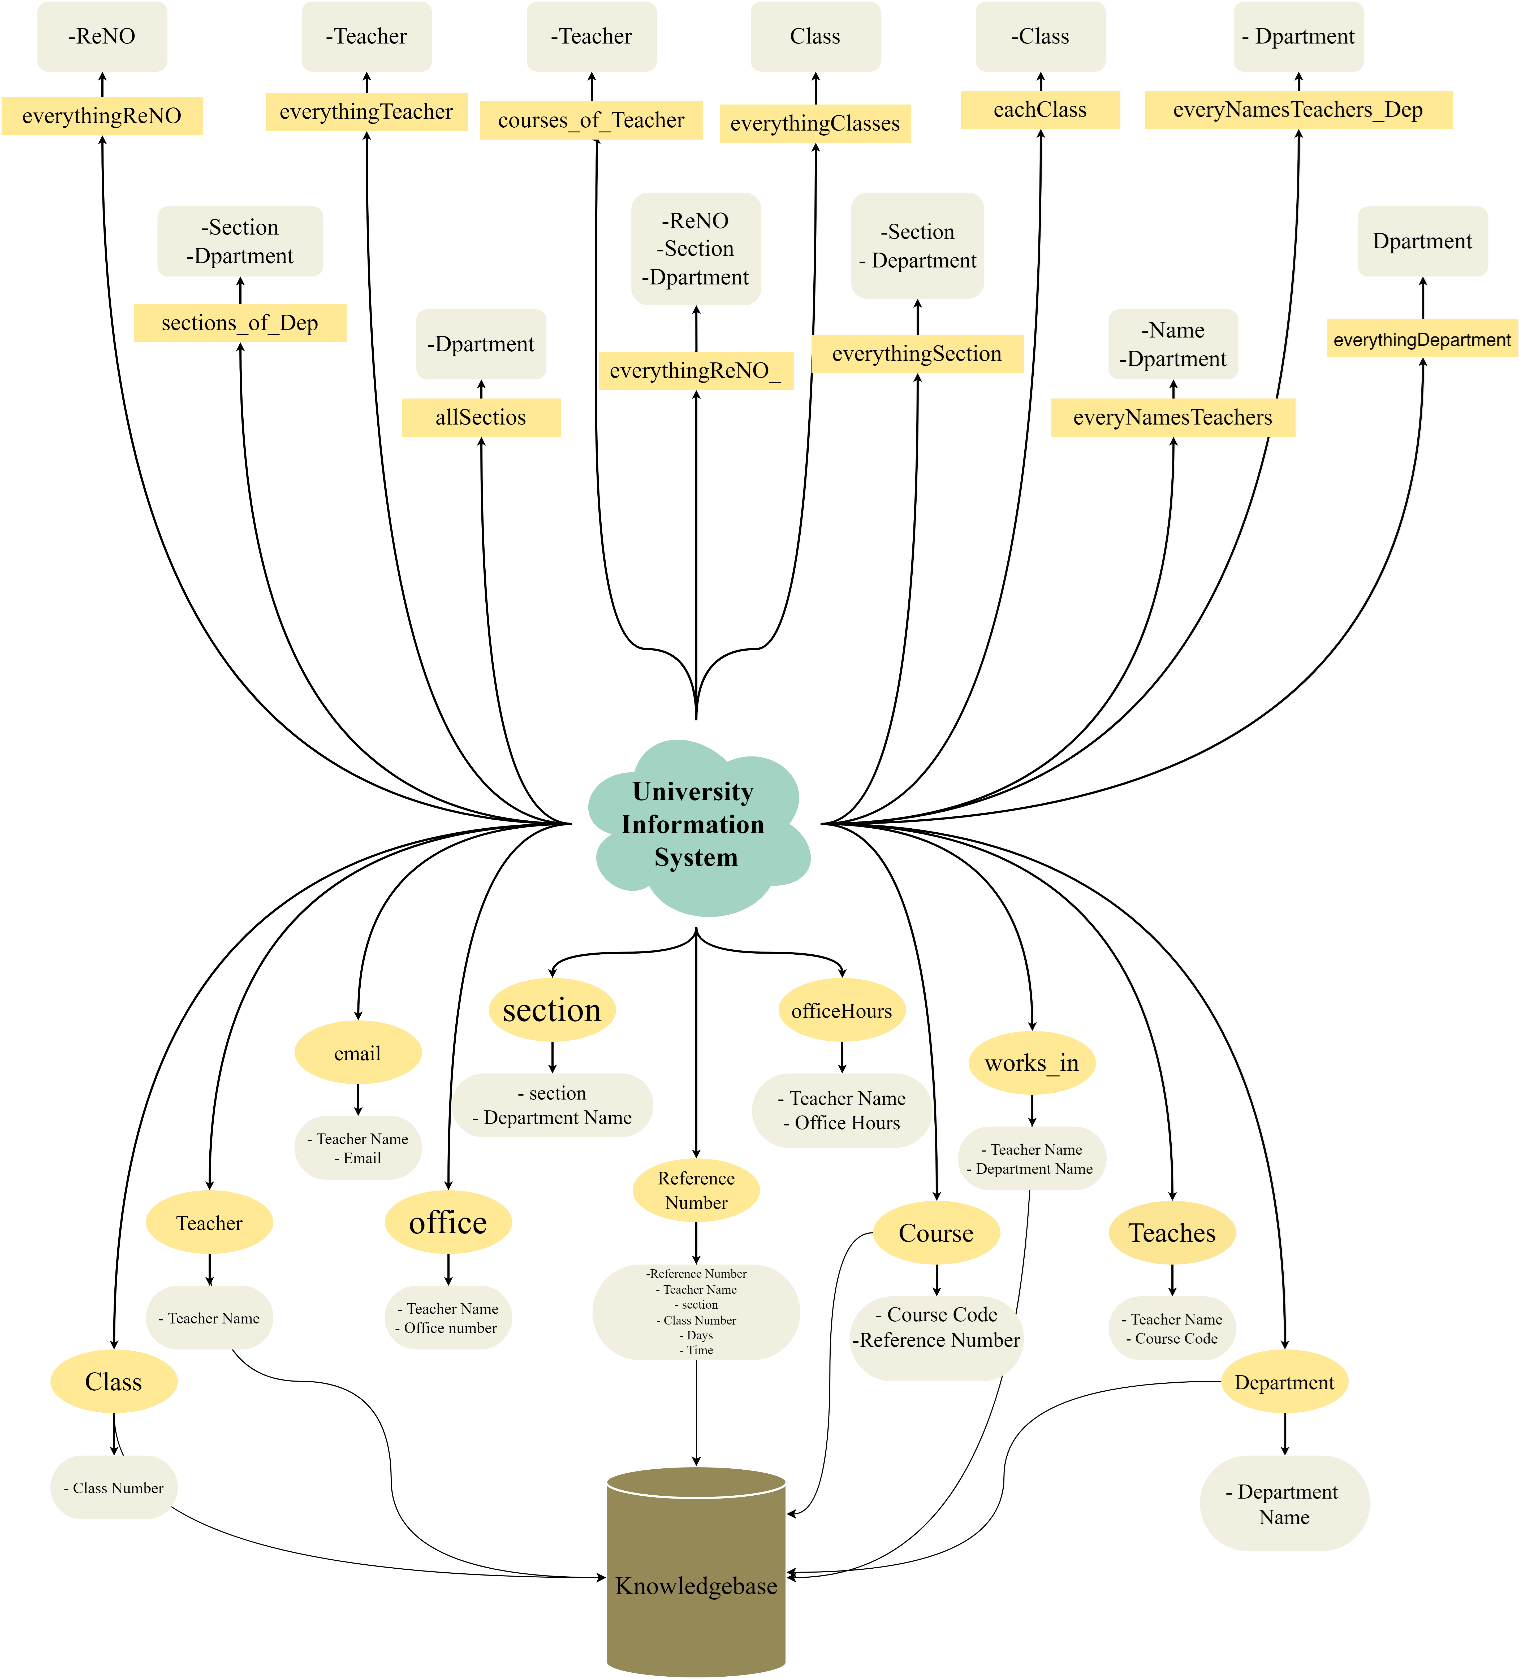 -ReNO
-Teacher
-Teacher
Class
-Class
- Dpartment
everythingReNO
everythingTeacher
courses_of_Teacher
everythingClasses
eachClass
everyNamesTeachers_Dep
-Section
-Dpartment
-ReNO
-Section
-Dpartment
-Section
- Department
Dpartment
sections_of_Dep
-Dpartment
everythingReNO_
everythingSection
-Name
-Dpartment
everythingDepartment
allSectios
everyNamesTeachers
University
Information
System
section
officeHours
email
works_in
- section
- Department Name
- Teacher Name
- Office Hours
- Teacher Name
- Email
- Teacher Name
- Department Name
Reference
Number
Teacher
office
Course
Teaches
- Teacher Name
- Teacher Name
- Office number
-Reference Number
- Teacher Name
- section
- Class Number
- Days
- Time
- Course Code
-Reference Number
- Teacher Name
- Course Code
Class
Department
- Class Number
- Department
Name
Knowledgebase